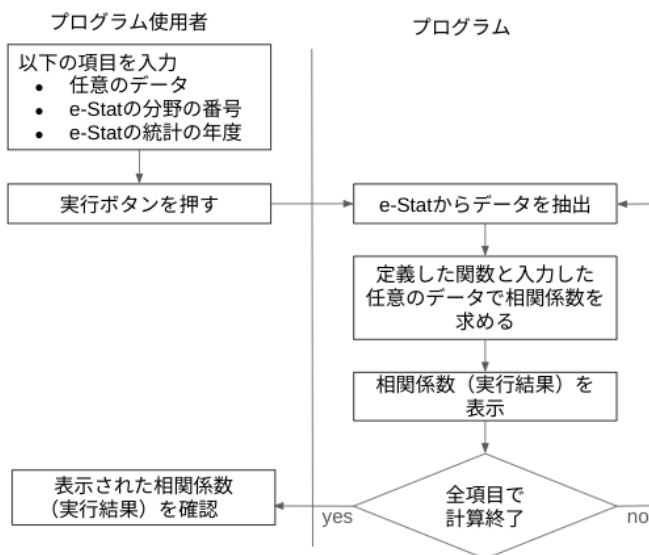 プログラム使用者
プログラム
以下の項目を入力
● 任意のデータ
● e-Statの分野の番号
● e-Statの統計の年度
実行ボタンを押す
e-Statからデータを抽出
定義した関数と入力した
任意のデータで相関係数を
求める
相関係数（実行結果）を
表示
全項目で
計算終了
yes
no
表示された相関係数
（実行結果）を確認